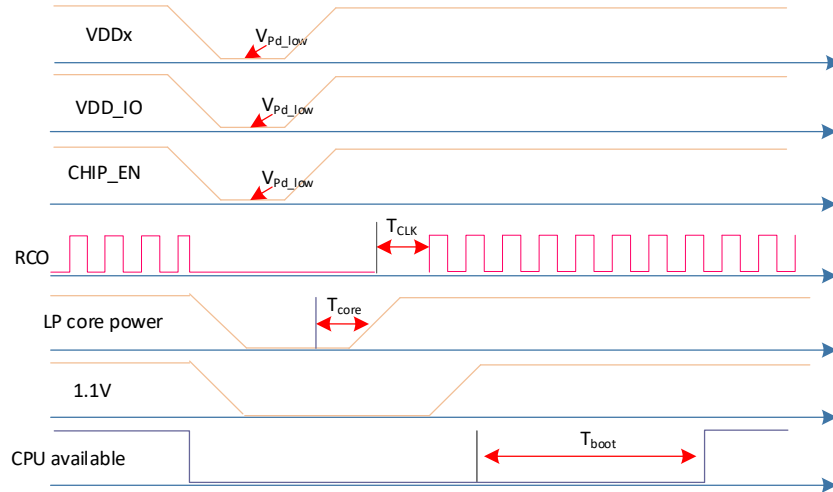 VDDx
V_Pd_low
VDD_IO
V_Pd_low
CHIP_EN
V_Pd_low
RCO
T_CLK
LP core power
T_core
1.1V
CPU available
T_boot